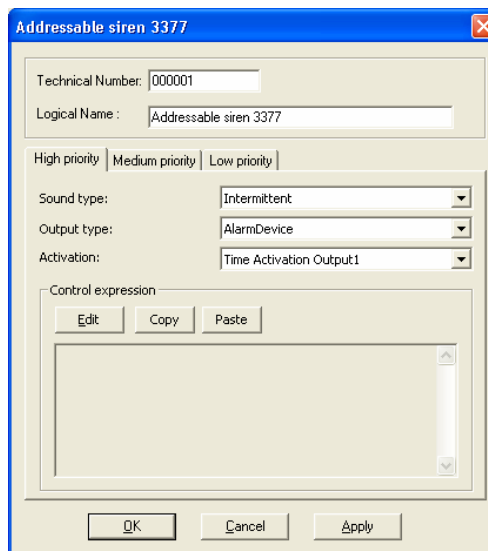 Addressable siren 3377
Technical Number: 000001
Logical Name : Addressable siren 3377
High priority Medium priority Low priority
Sound type: Intermittent
Output type: AlarmDevice
Activation: Time Activation Output1
Control expression
Edit Copy Paste
OK Cancel Apply